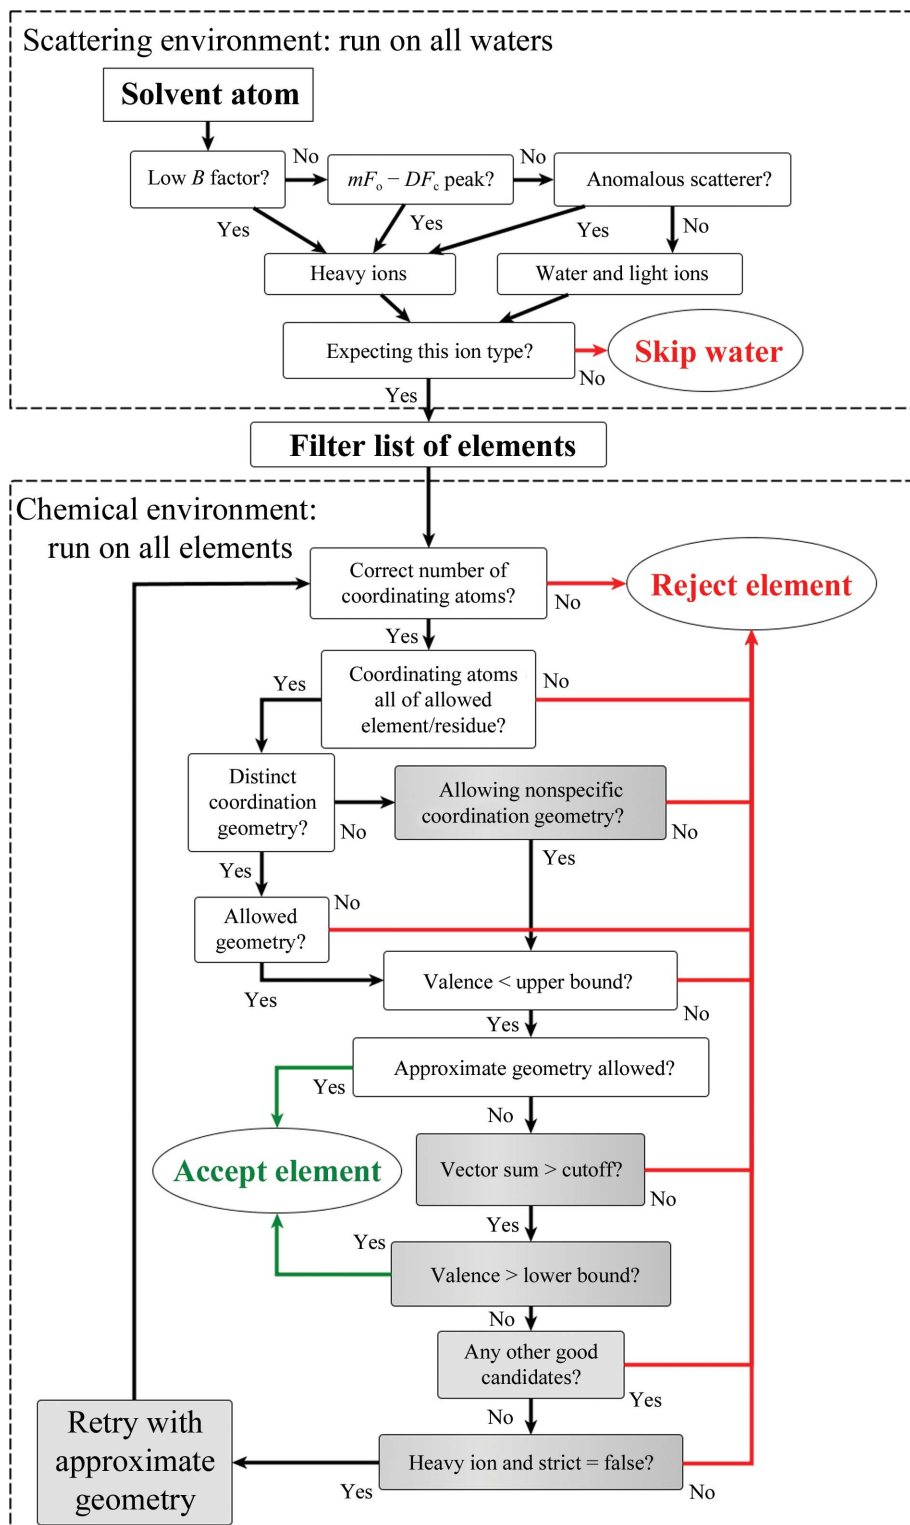 Scattering environment: run on all waters
Solvent atom
Low B factor?
No
mFo − DFc peak?
No
Anomalous scatterer?
Yes
Yes
Yes
No
Heavy ions
Water and light ions
Expecting this ion type?
No
Skip water
Yes
Filter list of elements
Chemical environment:
run on all elements
Correct number of
coordinating atoms?
No
Reject element
Yes
Coordinating atoms
all of allowed
element/residue?
Yes
No
Distinct
coordination
geometry?
No
Allowing nonspecific
coordination geometry?
No
Yes
Yes
Allowed
geometry?
No
Yes
Valence < upper bound?
No
Yes
Approximate geometry allowed?
Yes
No
Accept element
Vector sum > cutoff?
No
Yes
Yes
Valence > lower bound?
No
Any other good
candidates?
Yes
No
Retry with
approximate
geometry
Heavy ion and strict = false?
Yes
No